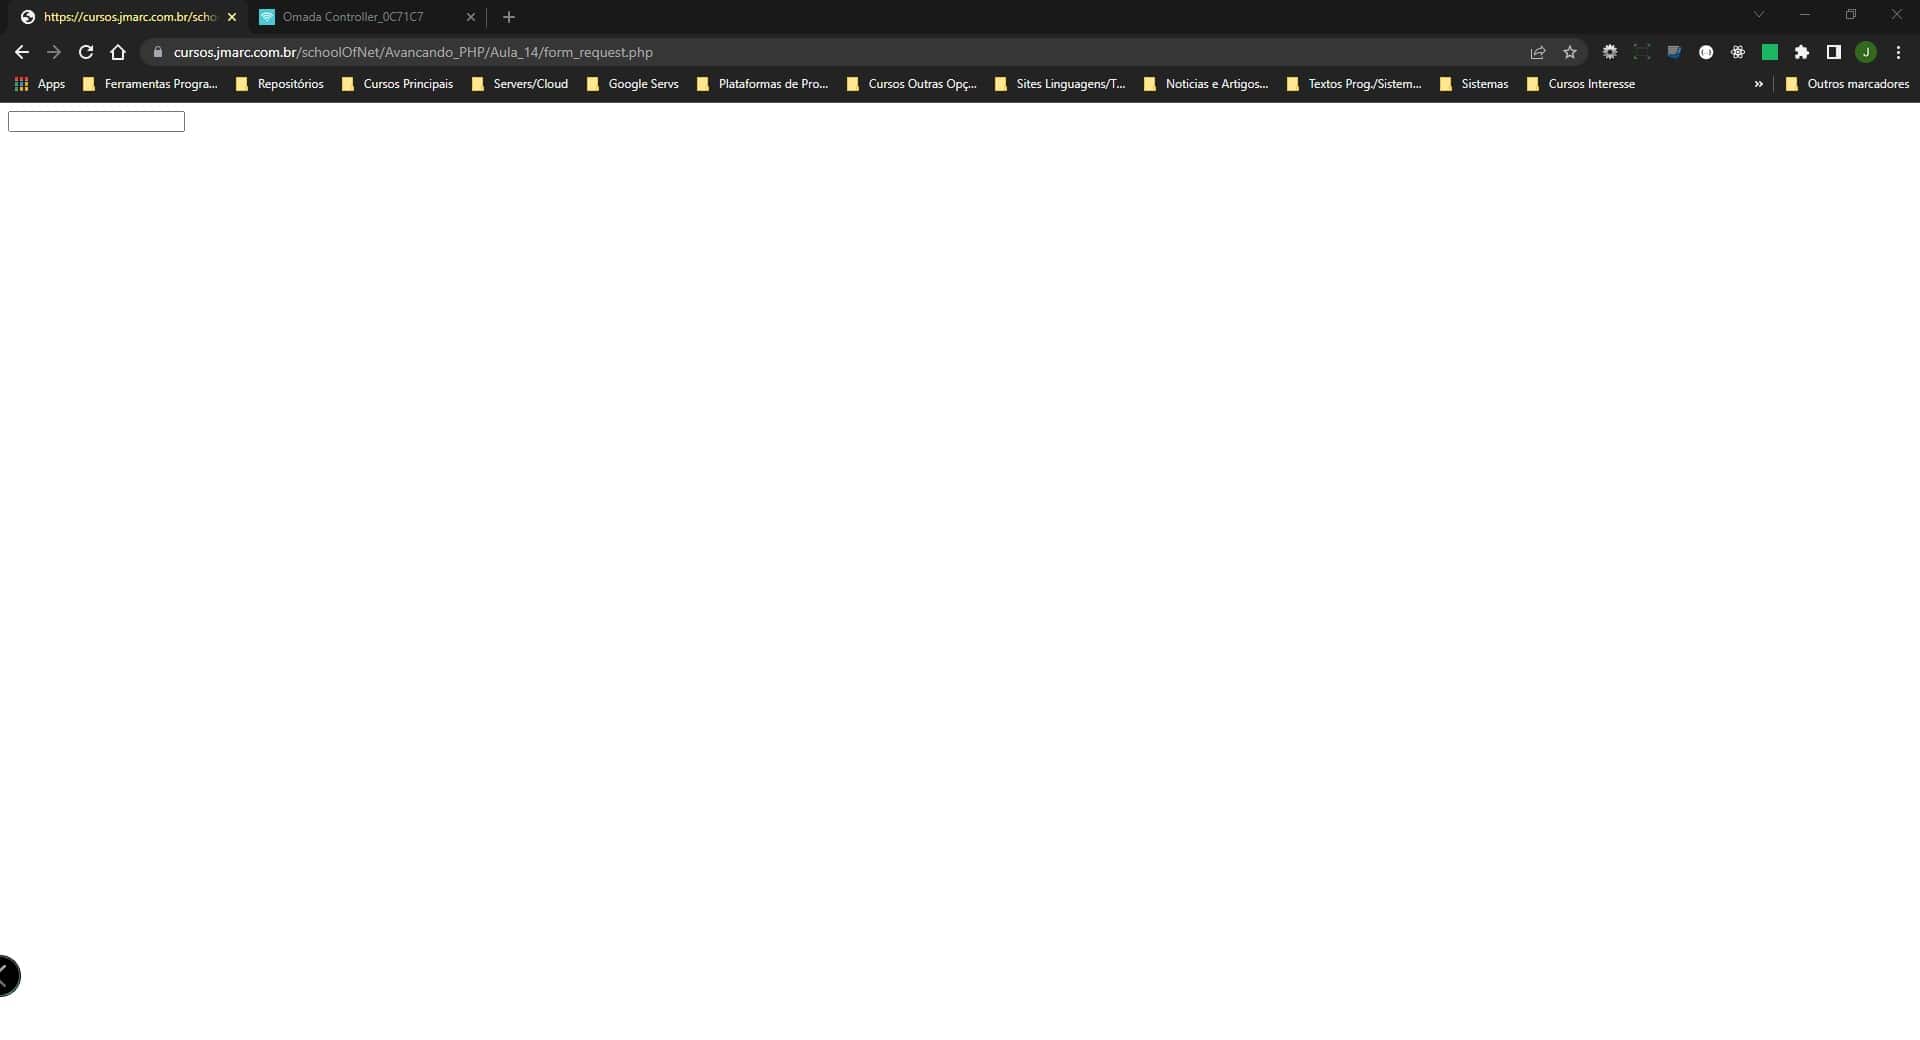 https://cursos.jmarc.com.br/scho
Omada Controller_0C71C7
cursos.jmarc.com.br/schoolOfNet/Avancando_PHP/Aula_14/form_request.php
J
Apps
Ferramentas Progra...
Repositórios
Cursos Principais
Servers/Cloud
Google Servs
Plataformas de Pro...
Cursos Outras Opç...
Sites Linguagens/T...
Noticias e Artigos...
Textos Prog./Sistem...
Sistemas
Cursos Interesse
»
Outros marcadores